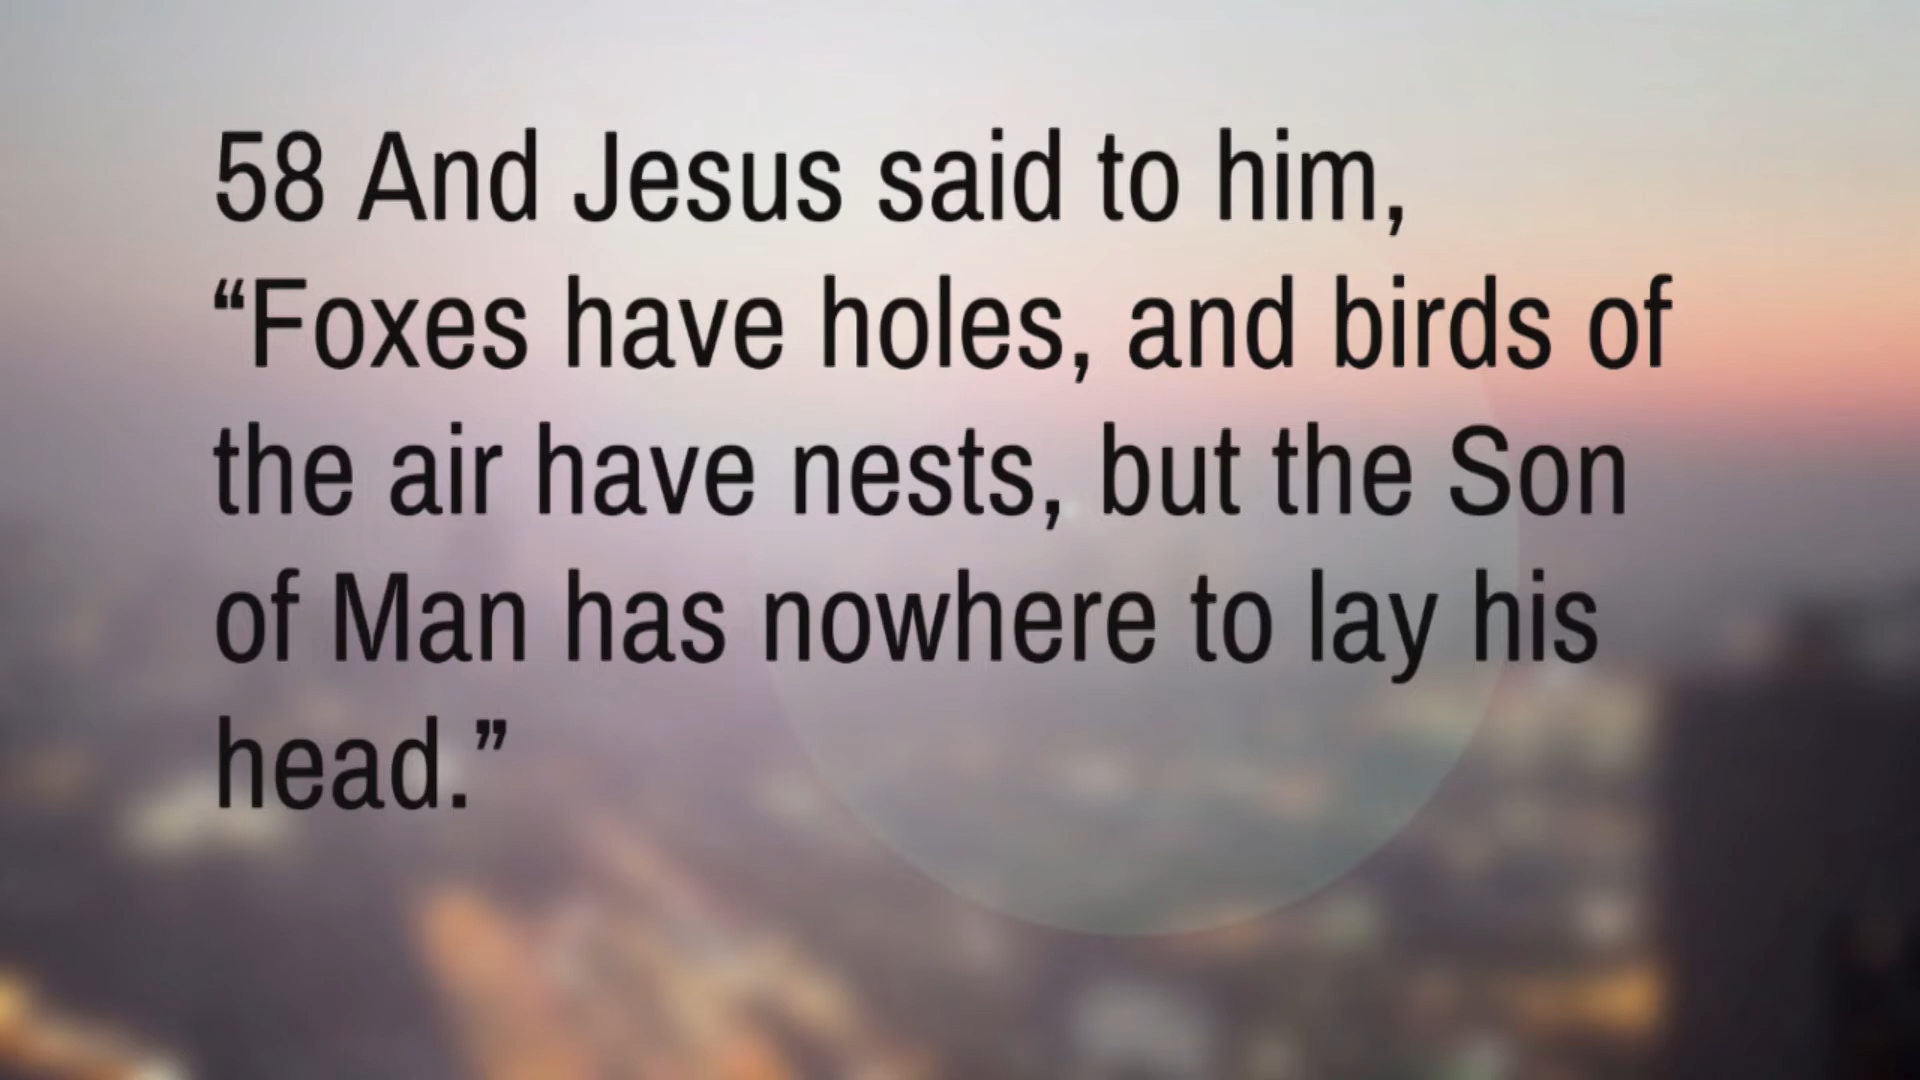 58 And Jesus said to him,
“Foxes have holes, and birds of
the air have nests, but the Son
of Man has nowhere to lay his
head.”